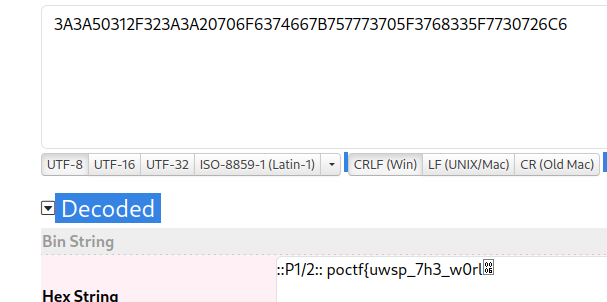 3A3A50312F323A3A20706F6374667B757773705F3768335F7730726C6
UTF-8 UTF-16 UTF-32 ISO-8859-1 (Latin-1) CRLF (Win) LF (UNIX/Mac) CR (Old Mac)
Decoded
Bin String
::P1/2:: poctf{uwsp_7h3_w0rl
Hex String